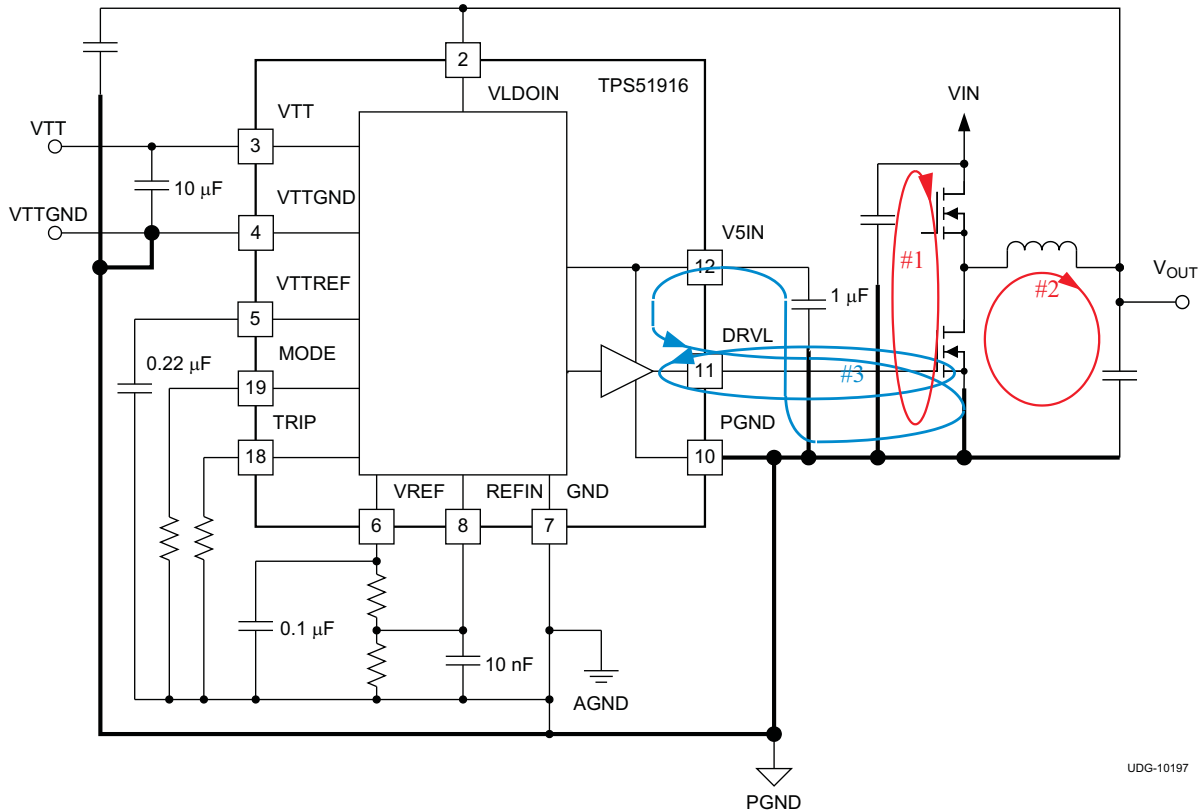 2
TPS51916
VLDOIN
VIN
VTT
VTT
3
10 μF
VTTGND
VTTGND
4
V5IN
12
#1
VOUT
#2
VTTREF
1 μF
5
DRVL
MODE
0.22 μF
11
#3
19
TRIP
PGND
18
10
VREF
REFIN
GND
6
8
7
0.1 μF
10 nF
AGND
UDG-10197
PGND